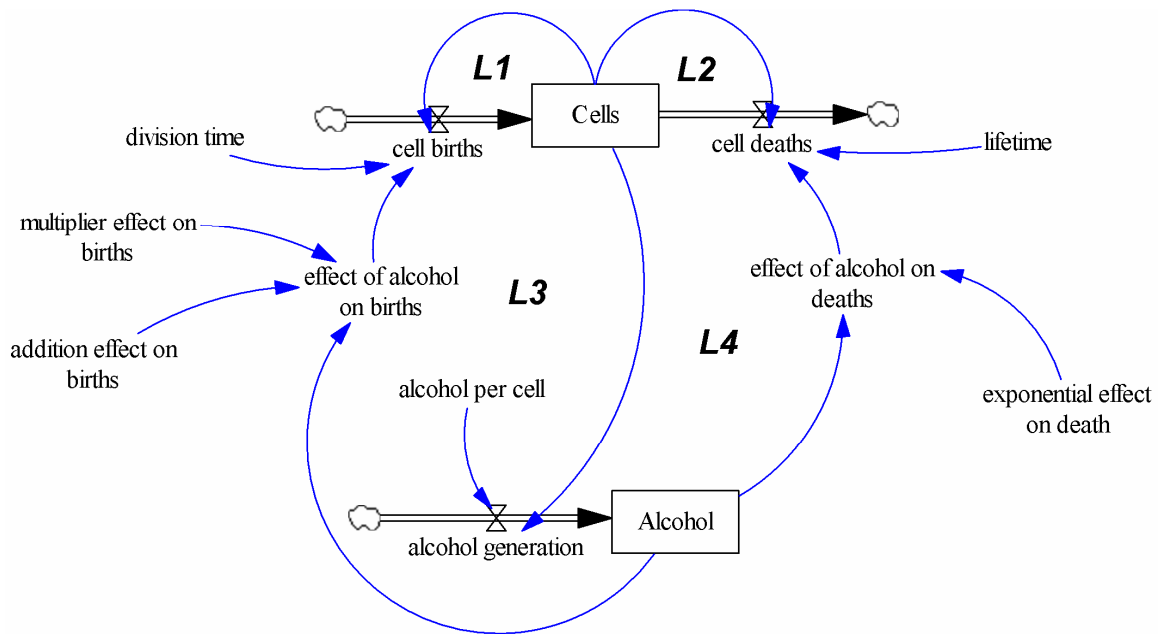 L1
L2
Cells
division time
cell births
cell deaths
lifetime
multiplier effect on
births
effect of alcohol
on births
L3
effect of alcohol on
deaths
addition effect on
births
L4
alcohol per cell
exponential effect
on death
Alcohol
alcohol generation